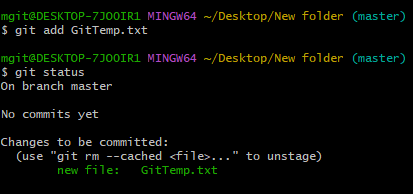 mgit@DESKTOP-7JOOIR1 MINGW64 ~/Desktop/New folder (master)
$ git add GitTemp.txt
mgit@DESKTOP-7JOOIR1 MINGW64 ~/Desktop/New folder (master)
$ git status
On branch master
No commits yet
Changes to be committed:
(use "git rm --cached <file>..." to unstage)
new file: GitTemp.txt